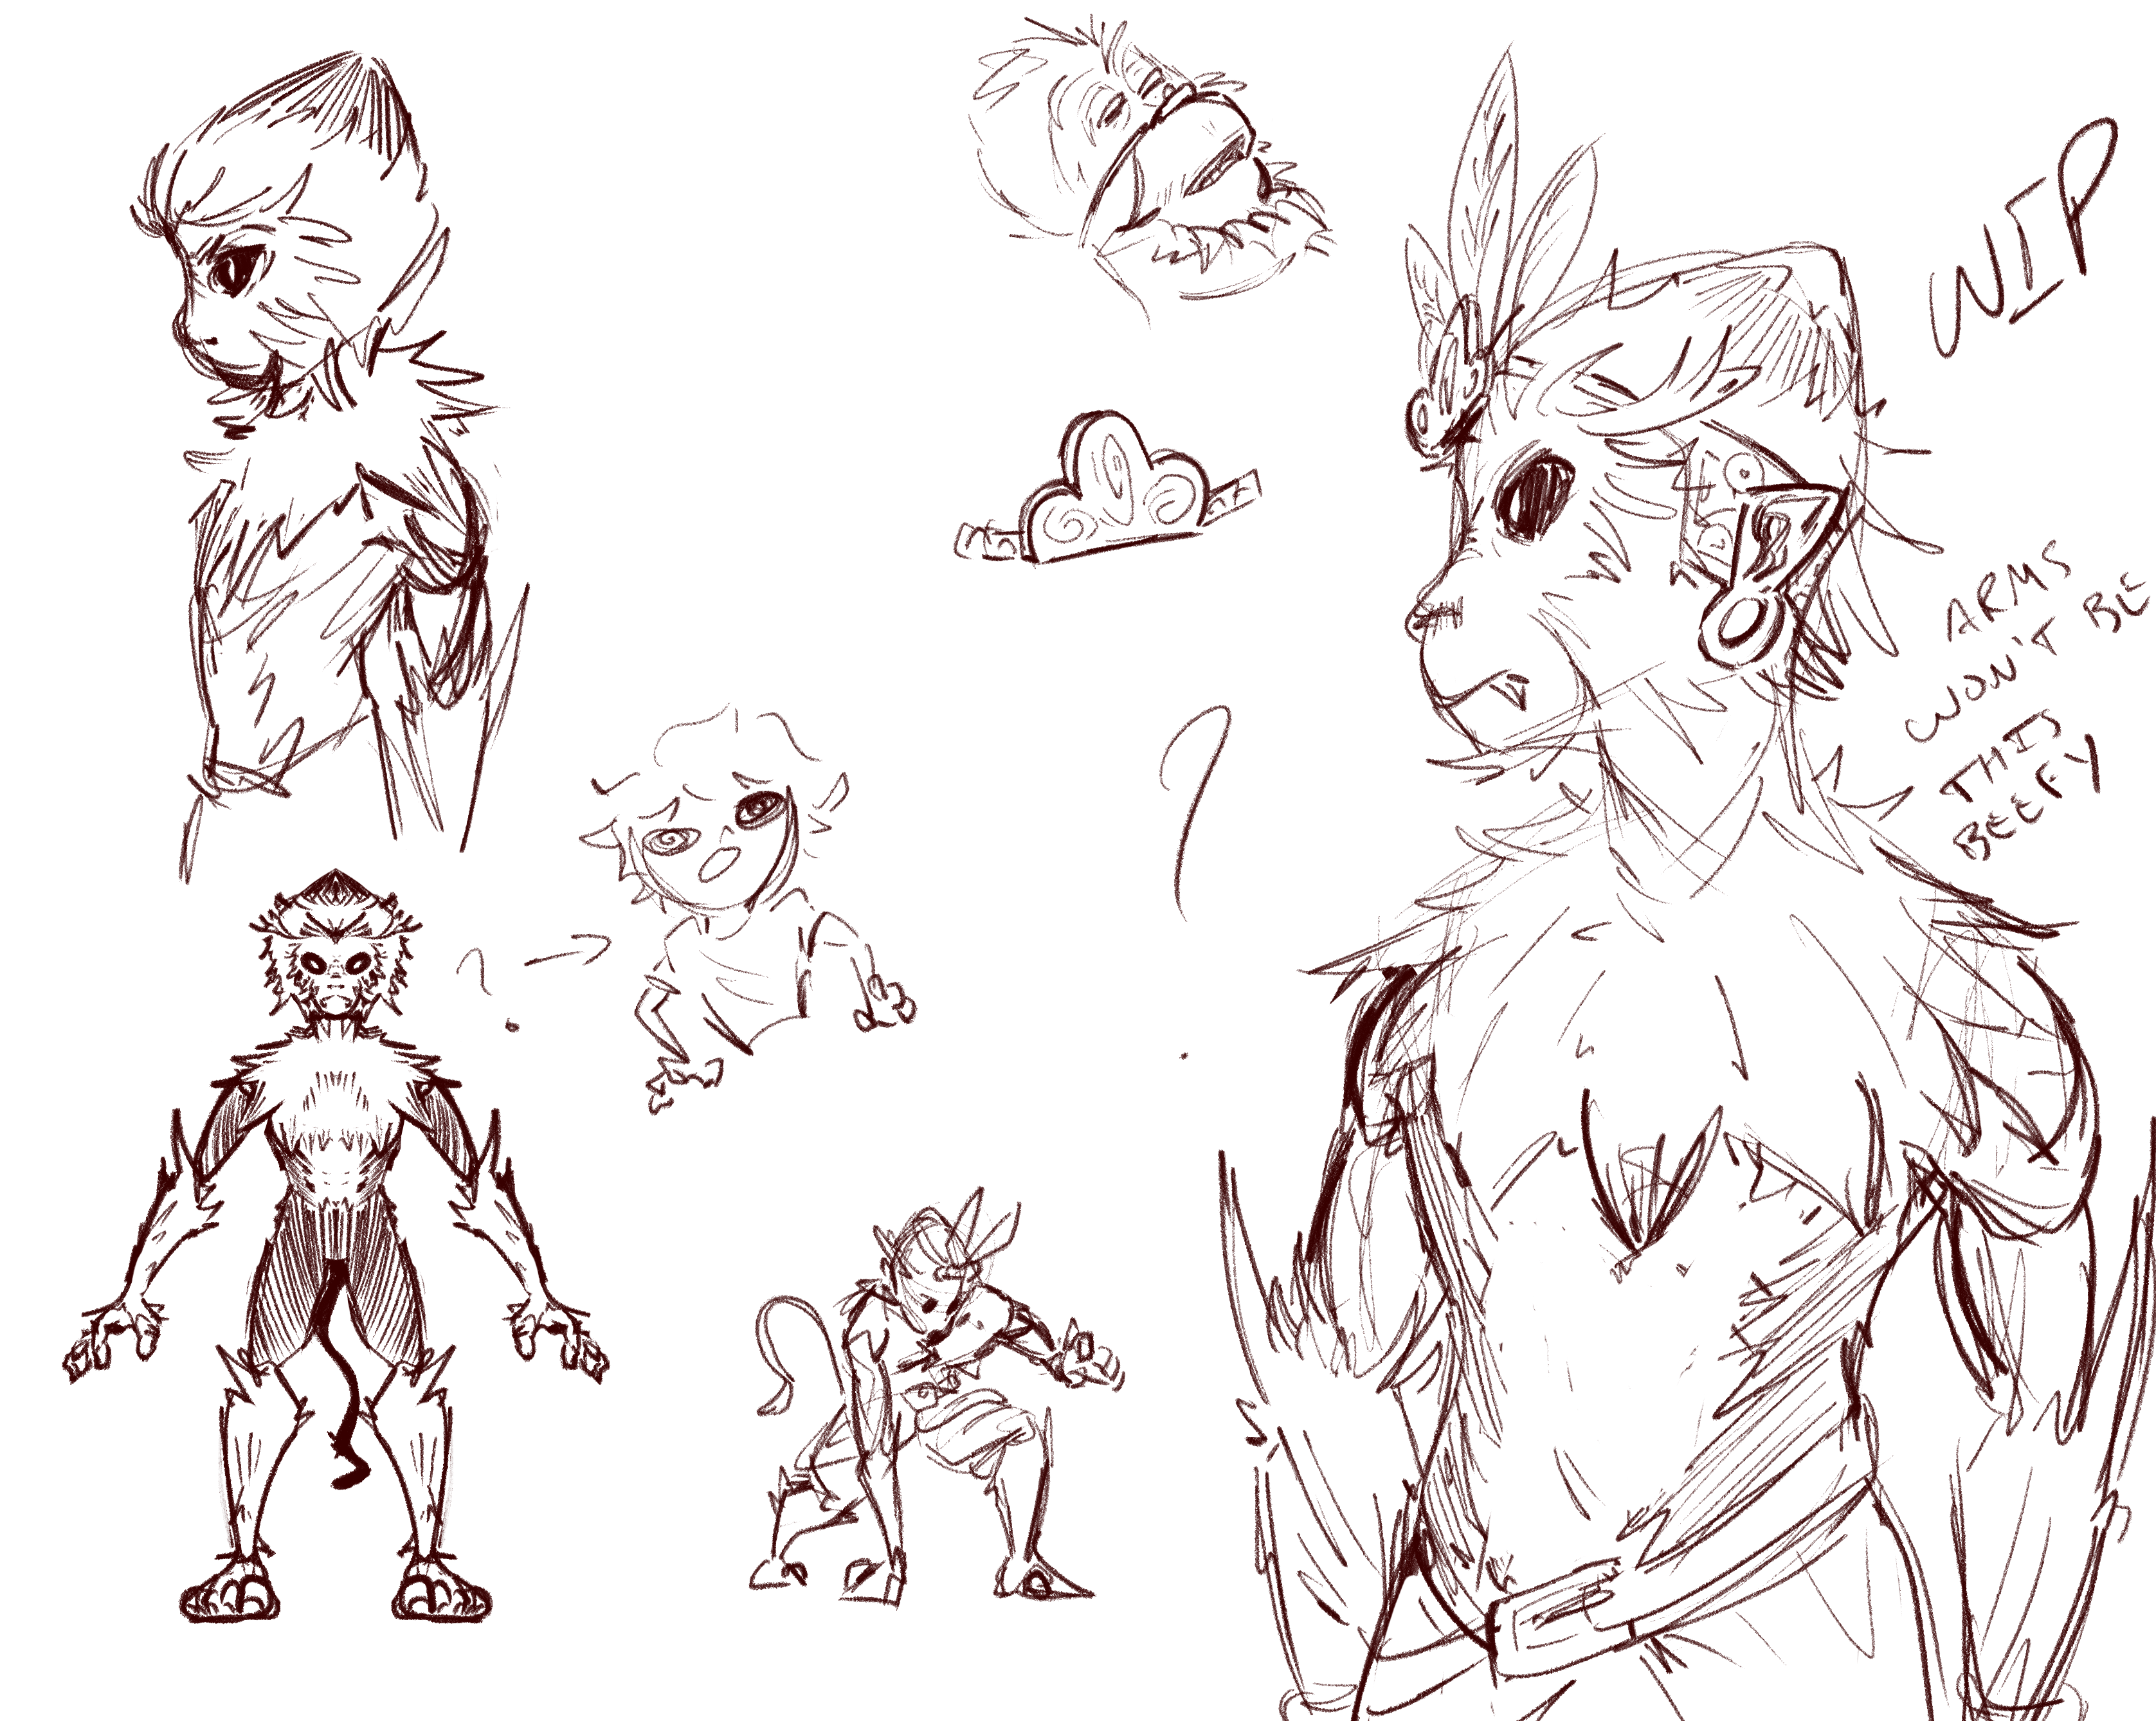 WIP
ARMS
WON'T BE
THIS
BEEFY
?
?